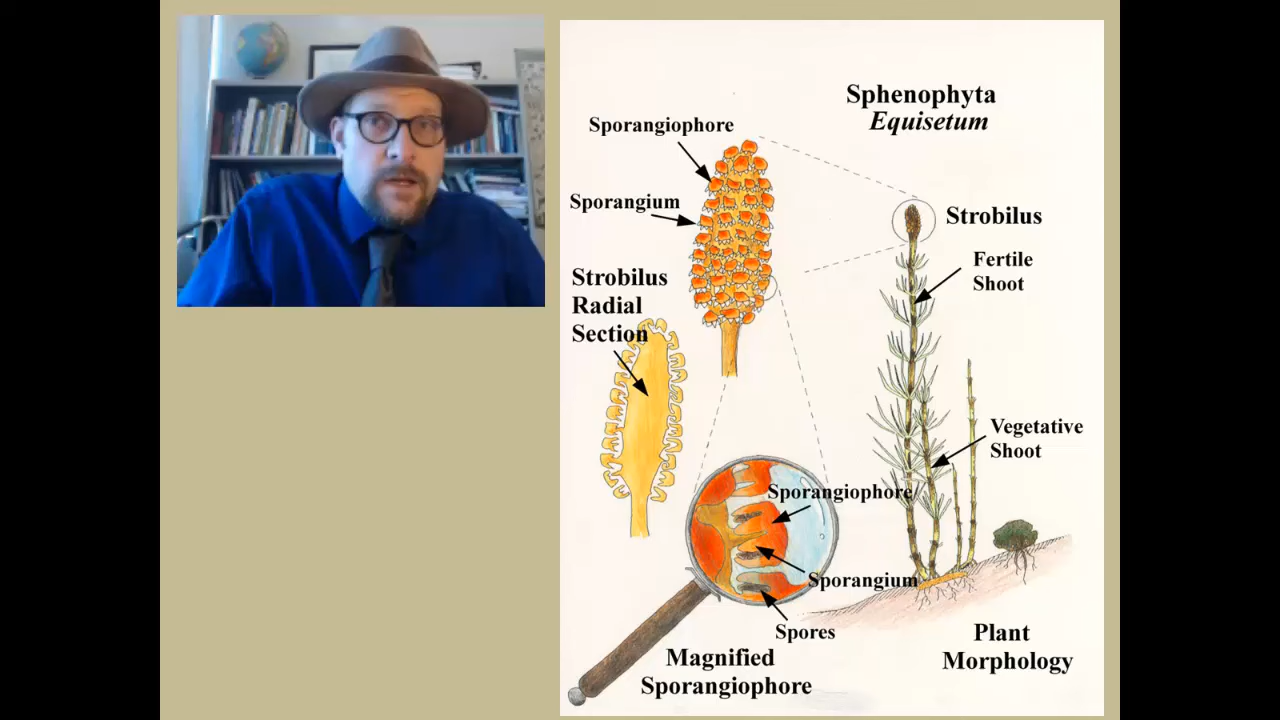 Sphenophyta
Equisetum
Sporangiophore
Sporangium
Strobilus
Fertile
Shoot
Strobilus
Radial
Section
Vegetative
Shoot
Sporangiophore
Sporangium
Spores
Plant
Morphology
Magnified
Sporangiophore